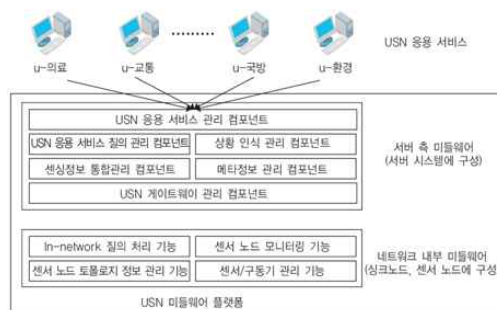 USN 응용 서비스
u-의료 u-교통 u-국방 u-환경
USN 응용 서비스 관리 컴포넌트
USN 응용 서비스 질의 관리 컴포넌트 상황 인식 관리 컴포넌트
센싱정보 통합관리 컴포넌트 메타정보 관리 컴포넌트
USN 게이트웨이 관리 컴포넌트
서버 측 미들웨어
(서버 시스템에 구성)
In-network 질의 처리 기능 센서 노드 모니터링 기능
센서 노드 토폴로지 정보 관리 기능 센서/구동기 관리 기능
네트워크 내부 미들웨어
(싱크노드, 센서 노드에 구성)
USN 미들웨어 플랫폼